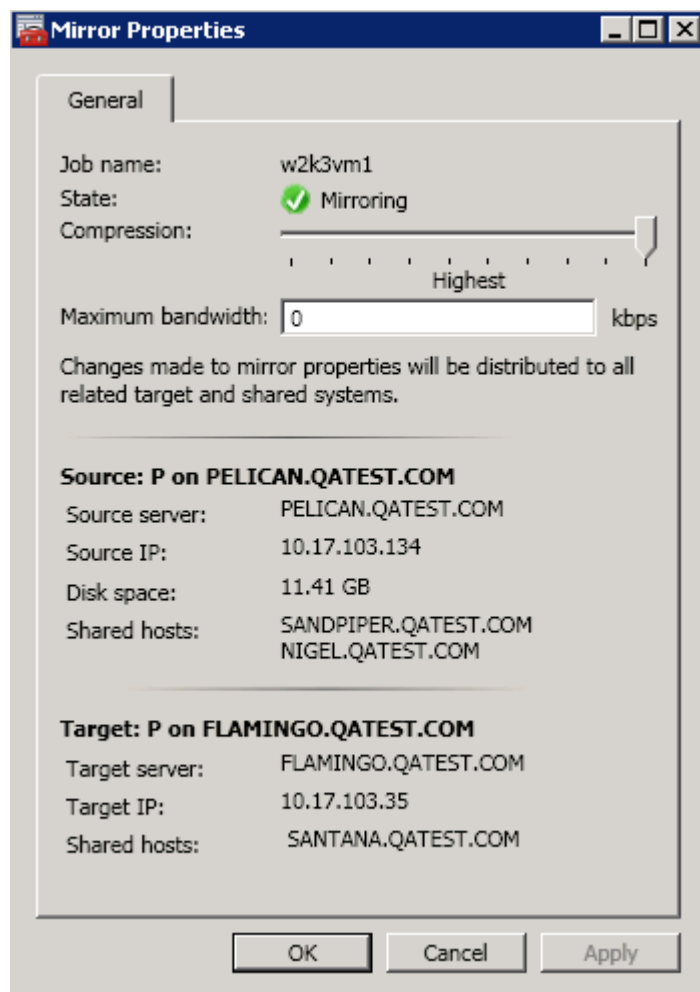 Mirror Properties
General
Job name: w2k3vm1
State: Mirroring
Compression:
Highest
Maximum bandwidth: 0 kbps
Changes made to mirror properties will be distributed to all
related target and shared systems.
Source: P on PELICAN.QATEST.COM
Source server: PELICAN.QATEST.COM
Source IP: 10.17.103.134
Disk space: 11.41 GB
Shared hosts: SANDPIPER.QATEST.COM
NIGEL.QATEST.COM
Target: P on FLAMINGO.QATEST.COM
Target server: FLAMINGO.QATEST.COM
Target IP: 10.17.103.35
Shared hosts: SANTANA.QATEST.COM
OK Cancel Apply